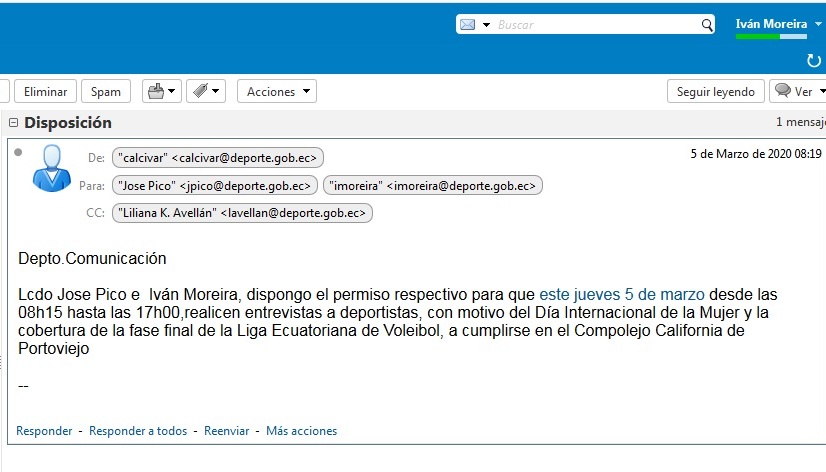 Buscar
Iván Moreira
Eliminar Spam Acciones Seguir leyendo Ver
Disposición 1 mensaj
De: "calcivar" <calcivar@deporte.gob.ec> 5 de Marzo de 2020 08:19
Para: "Jose Pico" <jpico@deporte.gob.ec> "imoreira" <imoreira@deporte.gob.ec>
CC: "Liliana K. Avellán" <lavellan@deporte.gob.ec>
Depto.Comunicación
Lcdo Jose Pico e Iván Moreira, dispongo el permiso respectivo para que este jueves 5 de marzo desde las
08h15 hasta las 17h00,realicen entrevistas a deportistas, con motivo del Día Internacional de la Mujer y la
cobertura de la fase final de la Liga Ecuatoriana de Voleibol, a cumplirse en el Compolejo California de
Portoviejo
--
Responder - Responder a todos - Reenviar - Más acciones